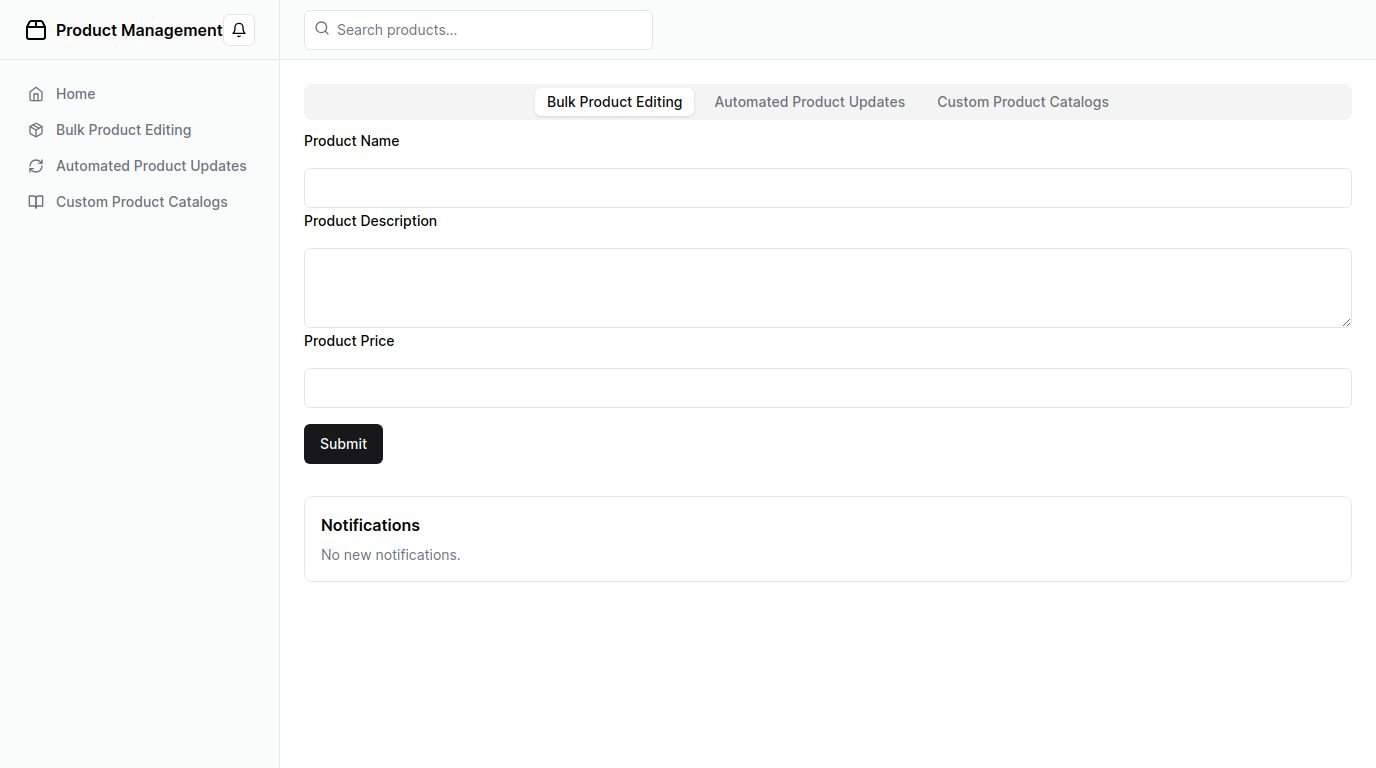 Product Management
Search products...
Home
Bulk Product Editing
Automated Product Updates
Custom Product Catalogs
Bulk Product Editing
Automated Product Updates
Custom Product Catalogs
Product Name
Product Description
Product Price
Submit
Notifications
No new notifications.